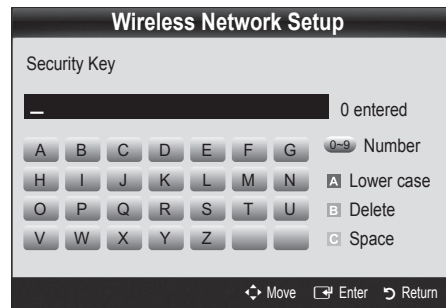 Wireless Network Setup
Security Key
_ 0 entered
A B C D E F G 0~9 Number
H I J K L M N A Lower case
O P Q R S T U B Delete
V W X Y Z C Space
Move Enter Return